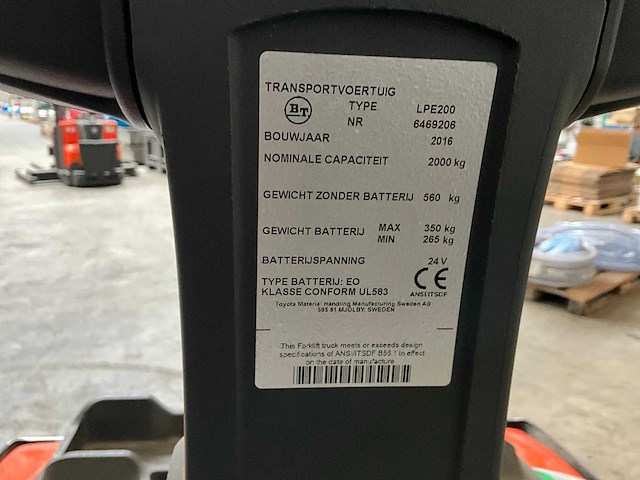 TRANSPORTVOERTUIG
BT TYPE LPE200
NR 6469206
BOUWJAAR 2016
NOMINALE CAPACITEIT 2000 kg
GEWICHT ZONDER BATTERIJ 560 kg
GEWICHT BATTERIJ MAX 350 kg
MIN 265 kg
BATTERIJSPANNING 24 V
TYPE BATTERIJ: EO
KLASSE CONFORM UL583
CE
ANSI/ITSDF
Toyota Material Handling Manufacturing Sweden AB
595 81 MJÖLBY, SWEDEN
This Forklift truck meets or exceeds design
specifications of ANSI/ITSDF B56.1 in effect
on the date of manufacture